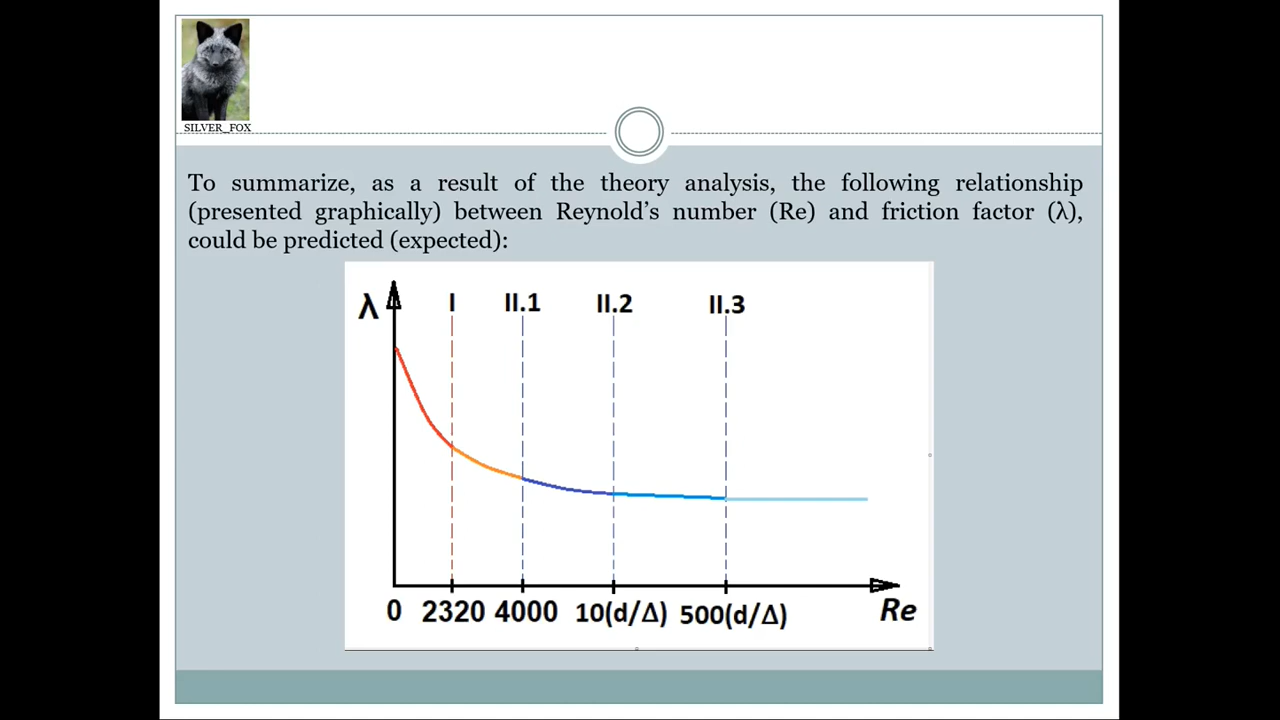 SILVER_FOX
To summarize, as a result of the theory analysis, the following relationship
(presented graphically) between Reynold’s number (Re) and friction factor (λ),
could be predicted (expected):
λ I II.1 II.2 II.3
0 2320 4000 10(d/Δ) 500(d/Δ) Re